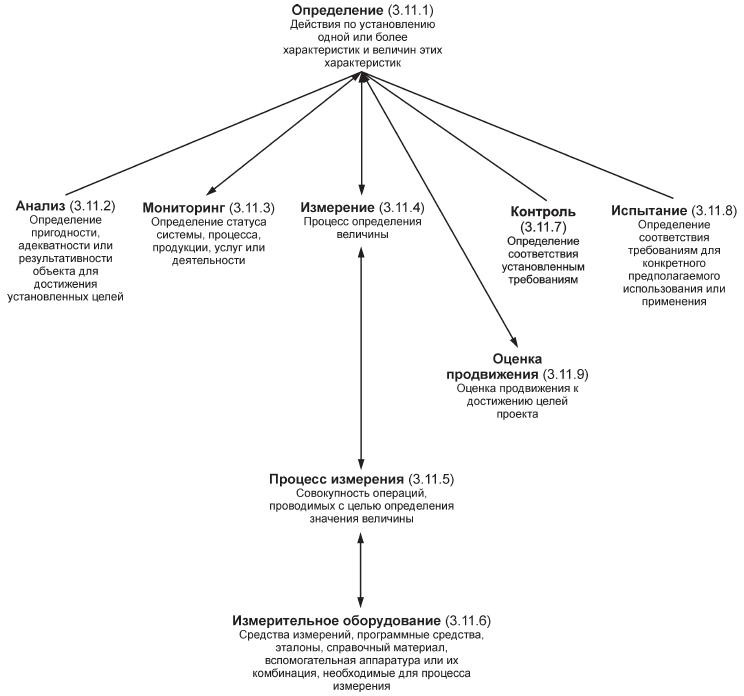 Определение (3.11.1)
Действия по установлению
одной или более
характеристик и величин этих
характеристик
Анализ (3.11.2)
Определение
пригодности,
адекватности или
результативности
объекта для
достижения
установленных целей
Мониторинг (3.11.3)
Определение статуса
системы, процесса,
продукции, услуг или
деятельности
Измерение (3.11.4)
Процесс определения
величины
Контроль
(3.11.7)
Определение
соответствия
установленным
требованиям
Испытание (3.11.8)
Определение
соответствия
требованиям для
конкретного
предполагаемого
использования или
применения
Оценка
продвижения (3.11.9)
Оценка продвижения к
достижению целей
проекта
Процесс измерения (3.11.5)
Совокупность операций,
проводимых с целью определения
значения величины
Измерительное оборудование (3.11.6)
Средства измерений, программные средства,
эталоны, справочный материал,
вспомогательная аппаратура или их
комбинация, необходимые для процесса
измерения